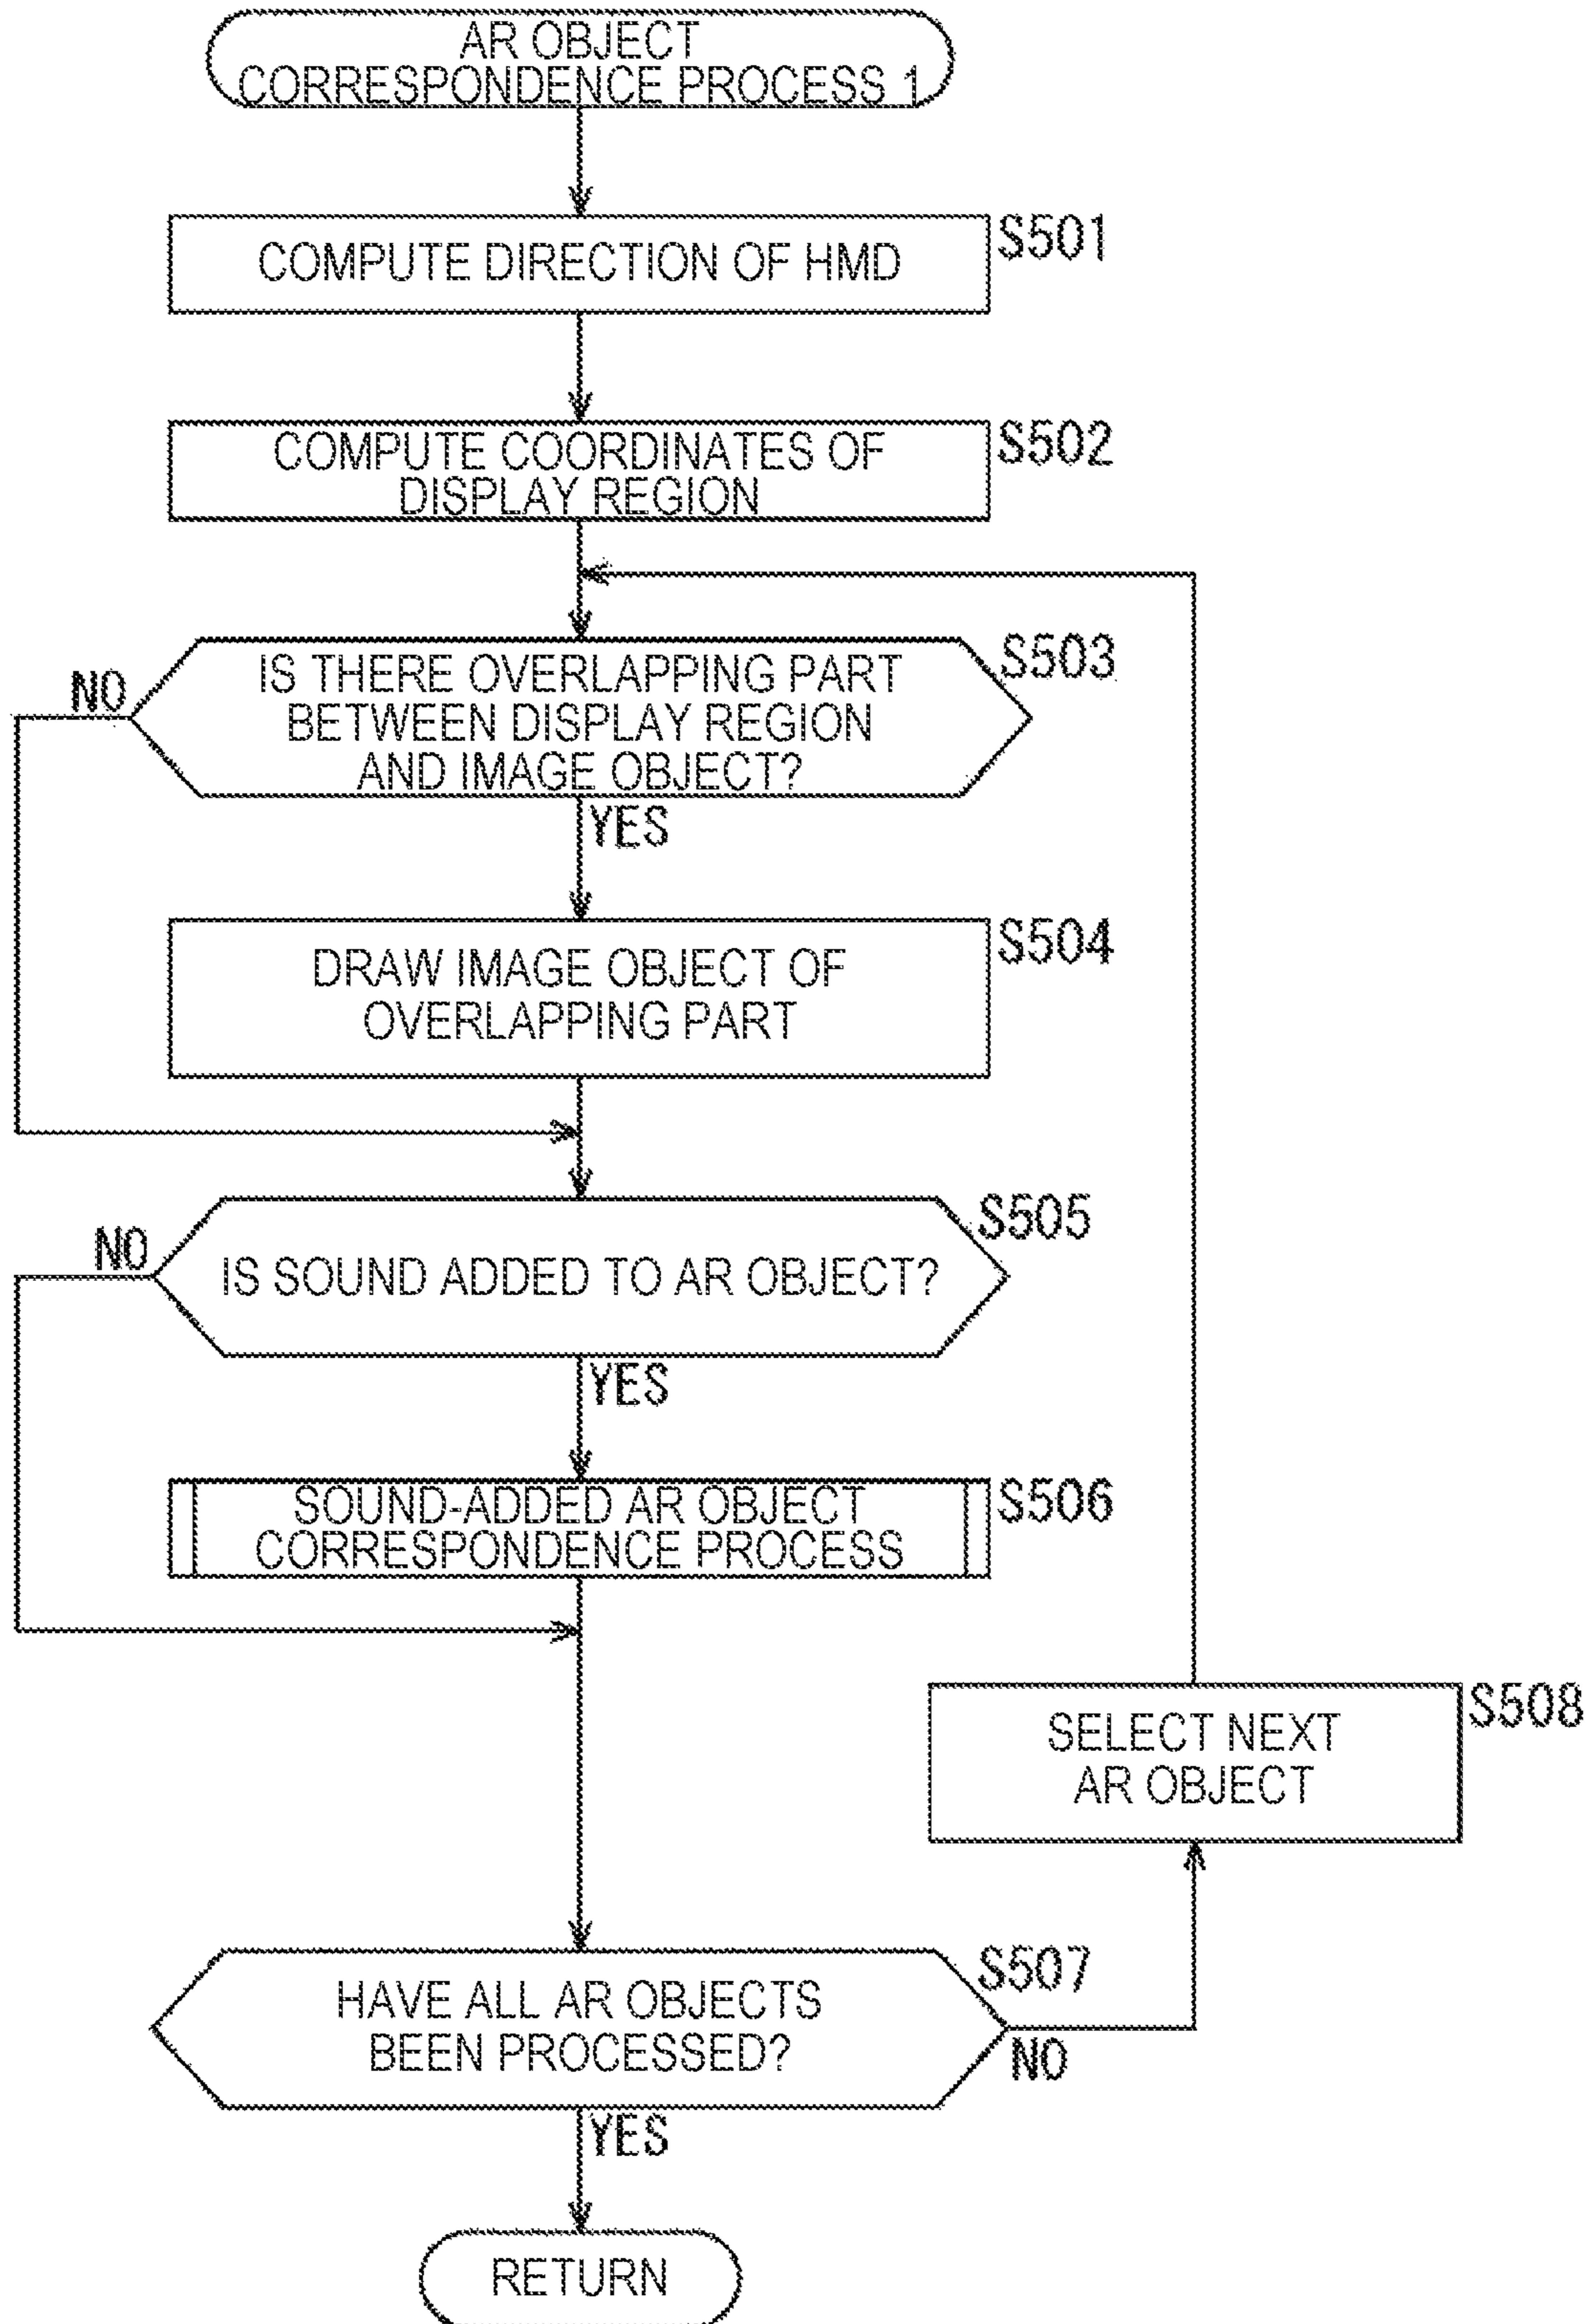 AR OBJECT
CORRESPONDENCE PROCESS 1
COMPUTE DIRECTION OF HMD
S501
COMPUTE COORDINATES OF
DISPLAY REGION
S502
IS THERE OVERLAPPING PART
BETWEEN DISPLAY REGION
AND IMAGE OBJECT?
S503
NO
YES
DRAW IMAGE OBJECT OF
OVERLAPPING PART
S504
IS SOUND ADDED TO AR OBJECT?
S505
NO
YES
SOUND-ADDED AR OBJECT
CORRESPONDENCE PROCESS
S506
SELECT NEXT
AR OBJECT
S508
HAVE ALL AR OBJECTS
BEEN PROCESSED?
S507
NO
YES
RETURN